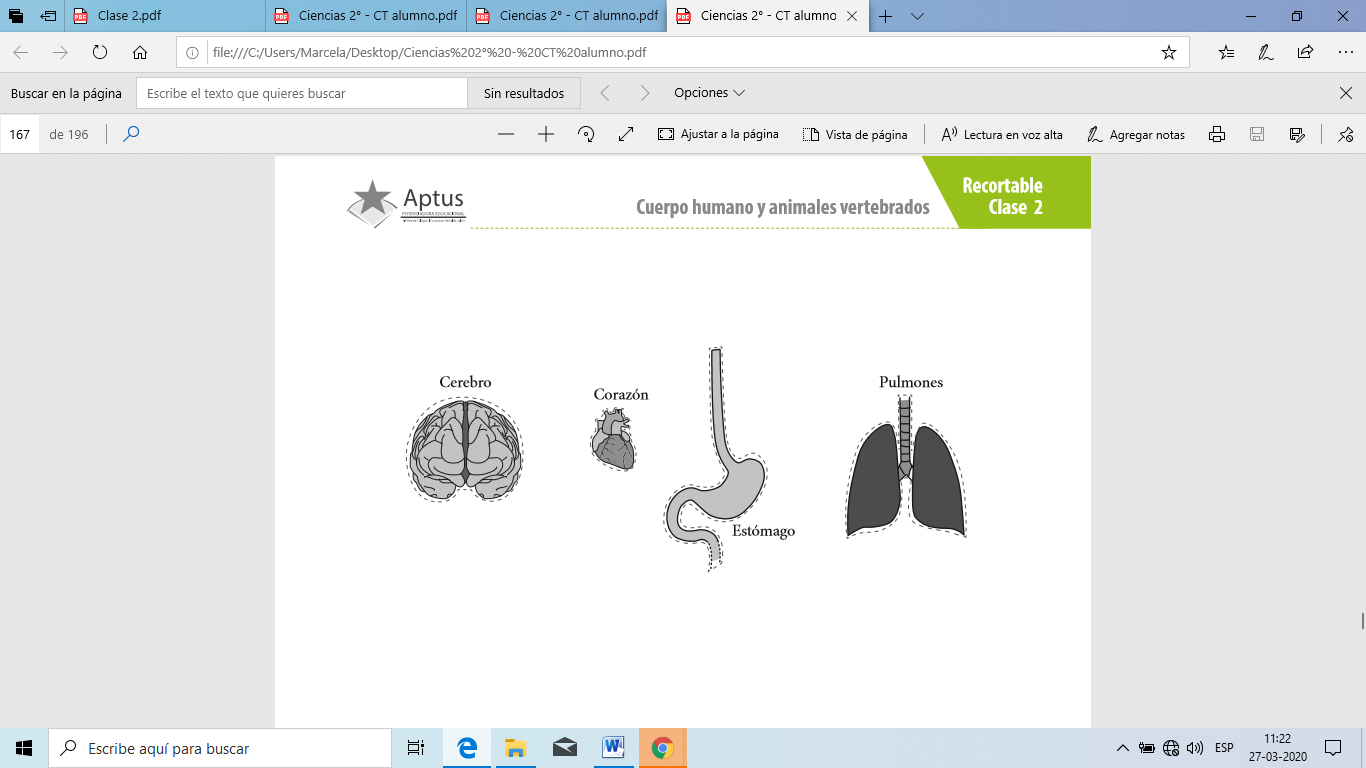 Clase 2.pdf
Ciencias 2° - CT alumno.pdf
Ciencias 2° - CT alumno.pdf
Ciencias 2° - CT alumno
file:///C:/Users/Marcela/Desktop/Ciencias%202°%20-%20CT%20alumno.pdf
Buscar en la página
Escribe el texto que quieres buscar
Sin resultados
Opciones
167 de 196
Ajustar a la página
Vista de página
Lectura en voz alta
Agregar notas
Aptus
POTENCIADORA EDUCACIONAL
Cuerpo humano y animales vertebrados
Recortable
Clase 2
Cerebro
Corazón
Pulmones
Estómago
Escribe aquí para buscar
ESP
11:22
27-03-2020